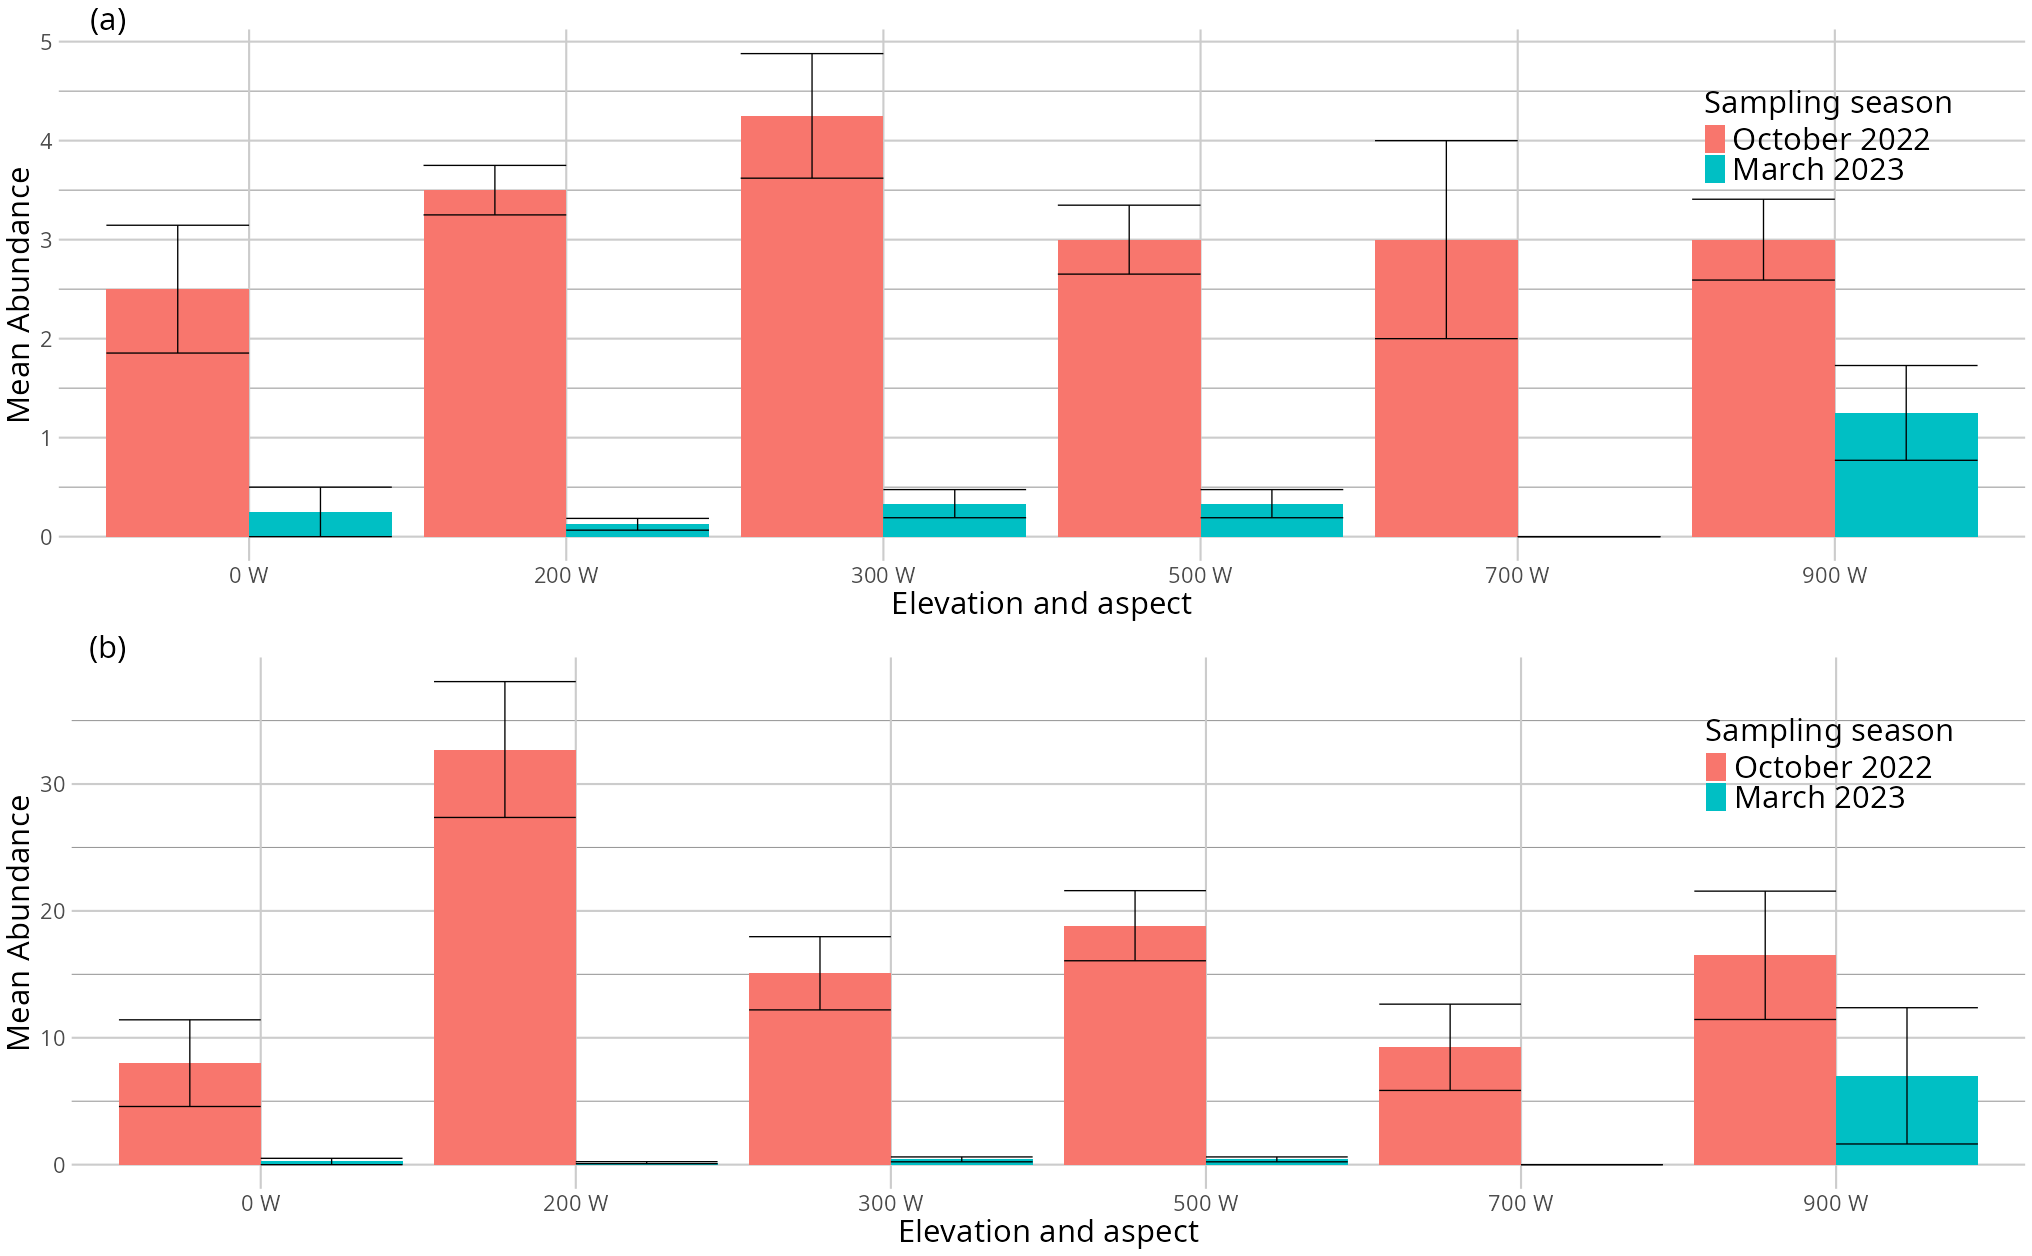 (a)
5
4
3
2
1
0
Mean Abundance
Sampling season
October 2022
March 2023
0 W 200 W 300 W 500 W 700 W 900 W
Elevation and aspect
(b)
30
20
10
0
Mean Abundance
Sampling season
October 2022
March 2023
0 W 200 W 300 W 500 W 700 W 900 W
Elevation and aspect